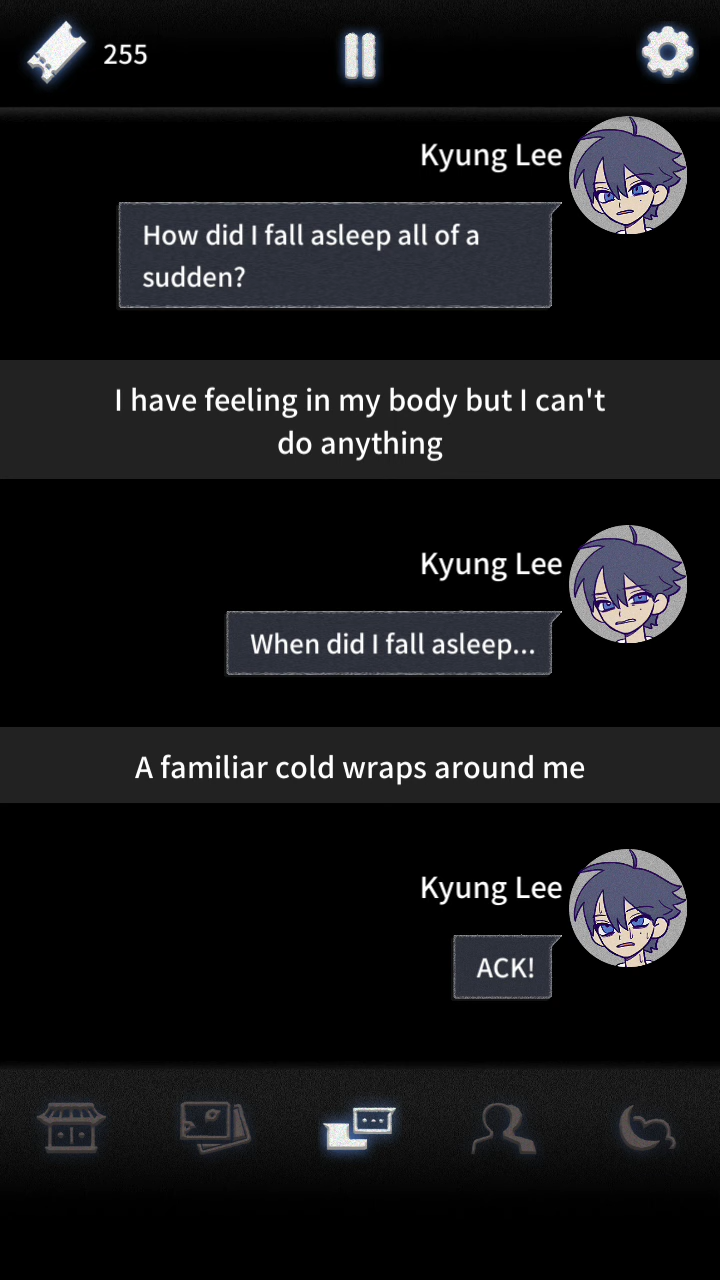 255
Kyung Lee
How did I fall asleep all of a
sudden?
I have feeling in my body but I can't
do anything
Kyung Lee
When did I fall asleep...
A familiar cold wraps around me
Kyung Lee
ACK!